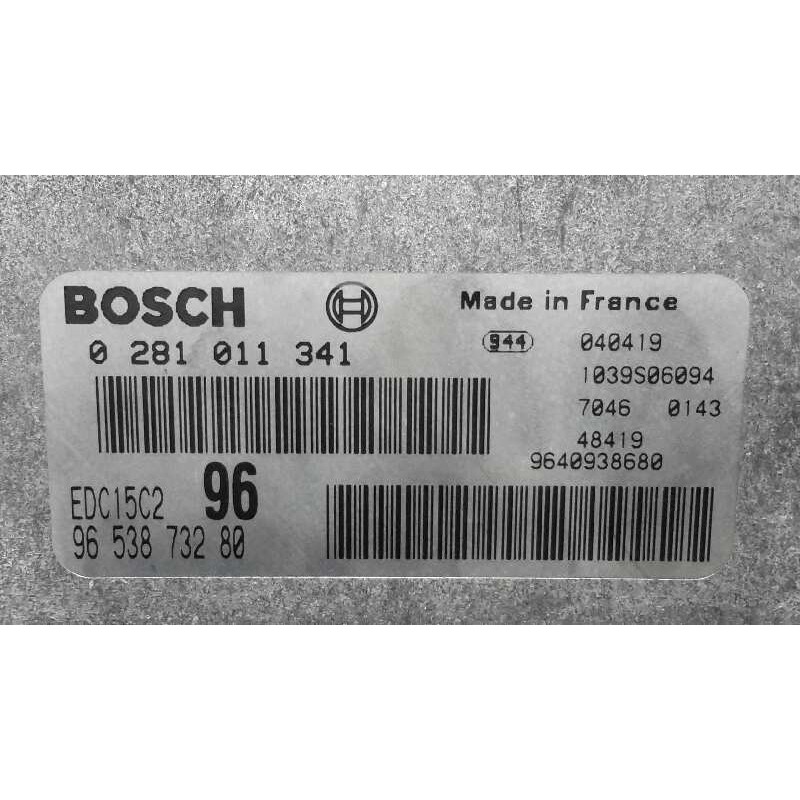 BOSCH
Made in France
0 281 011 341
944 040419
1039S06094
7046 0143
48419
9640938680
EDC15C2 96
96 538 732 80